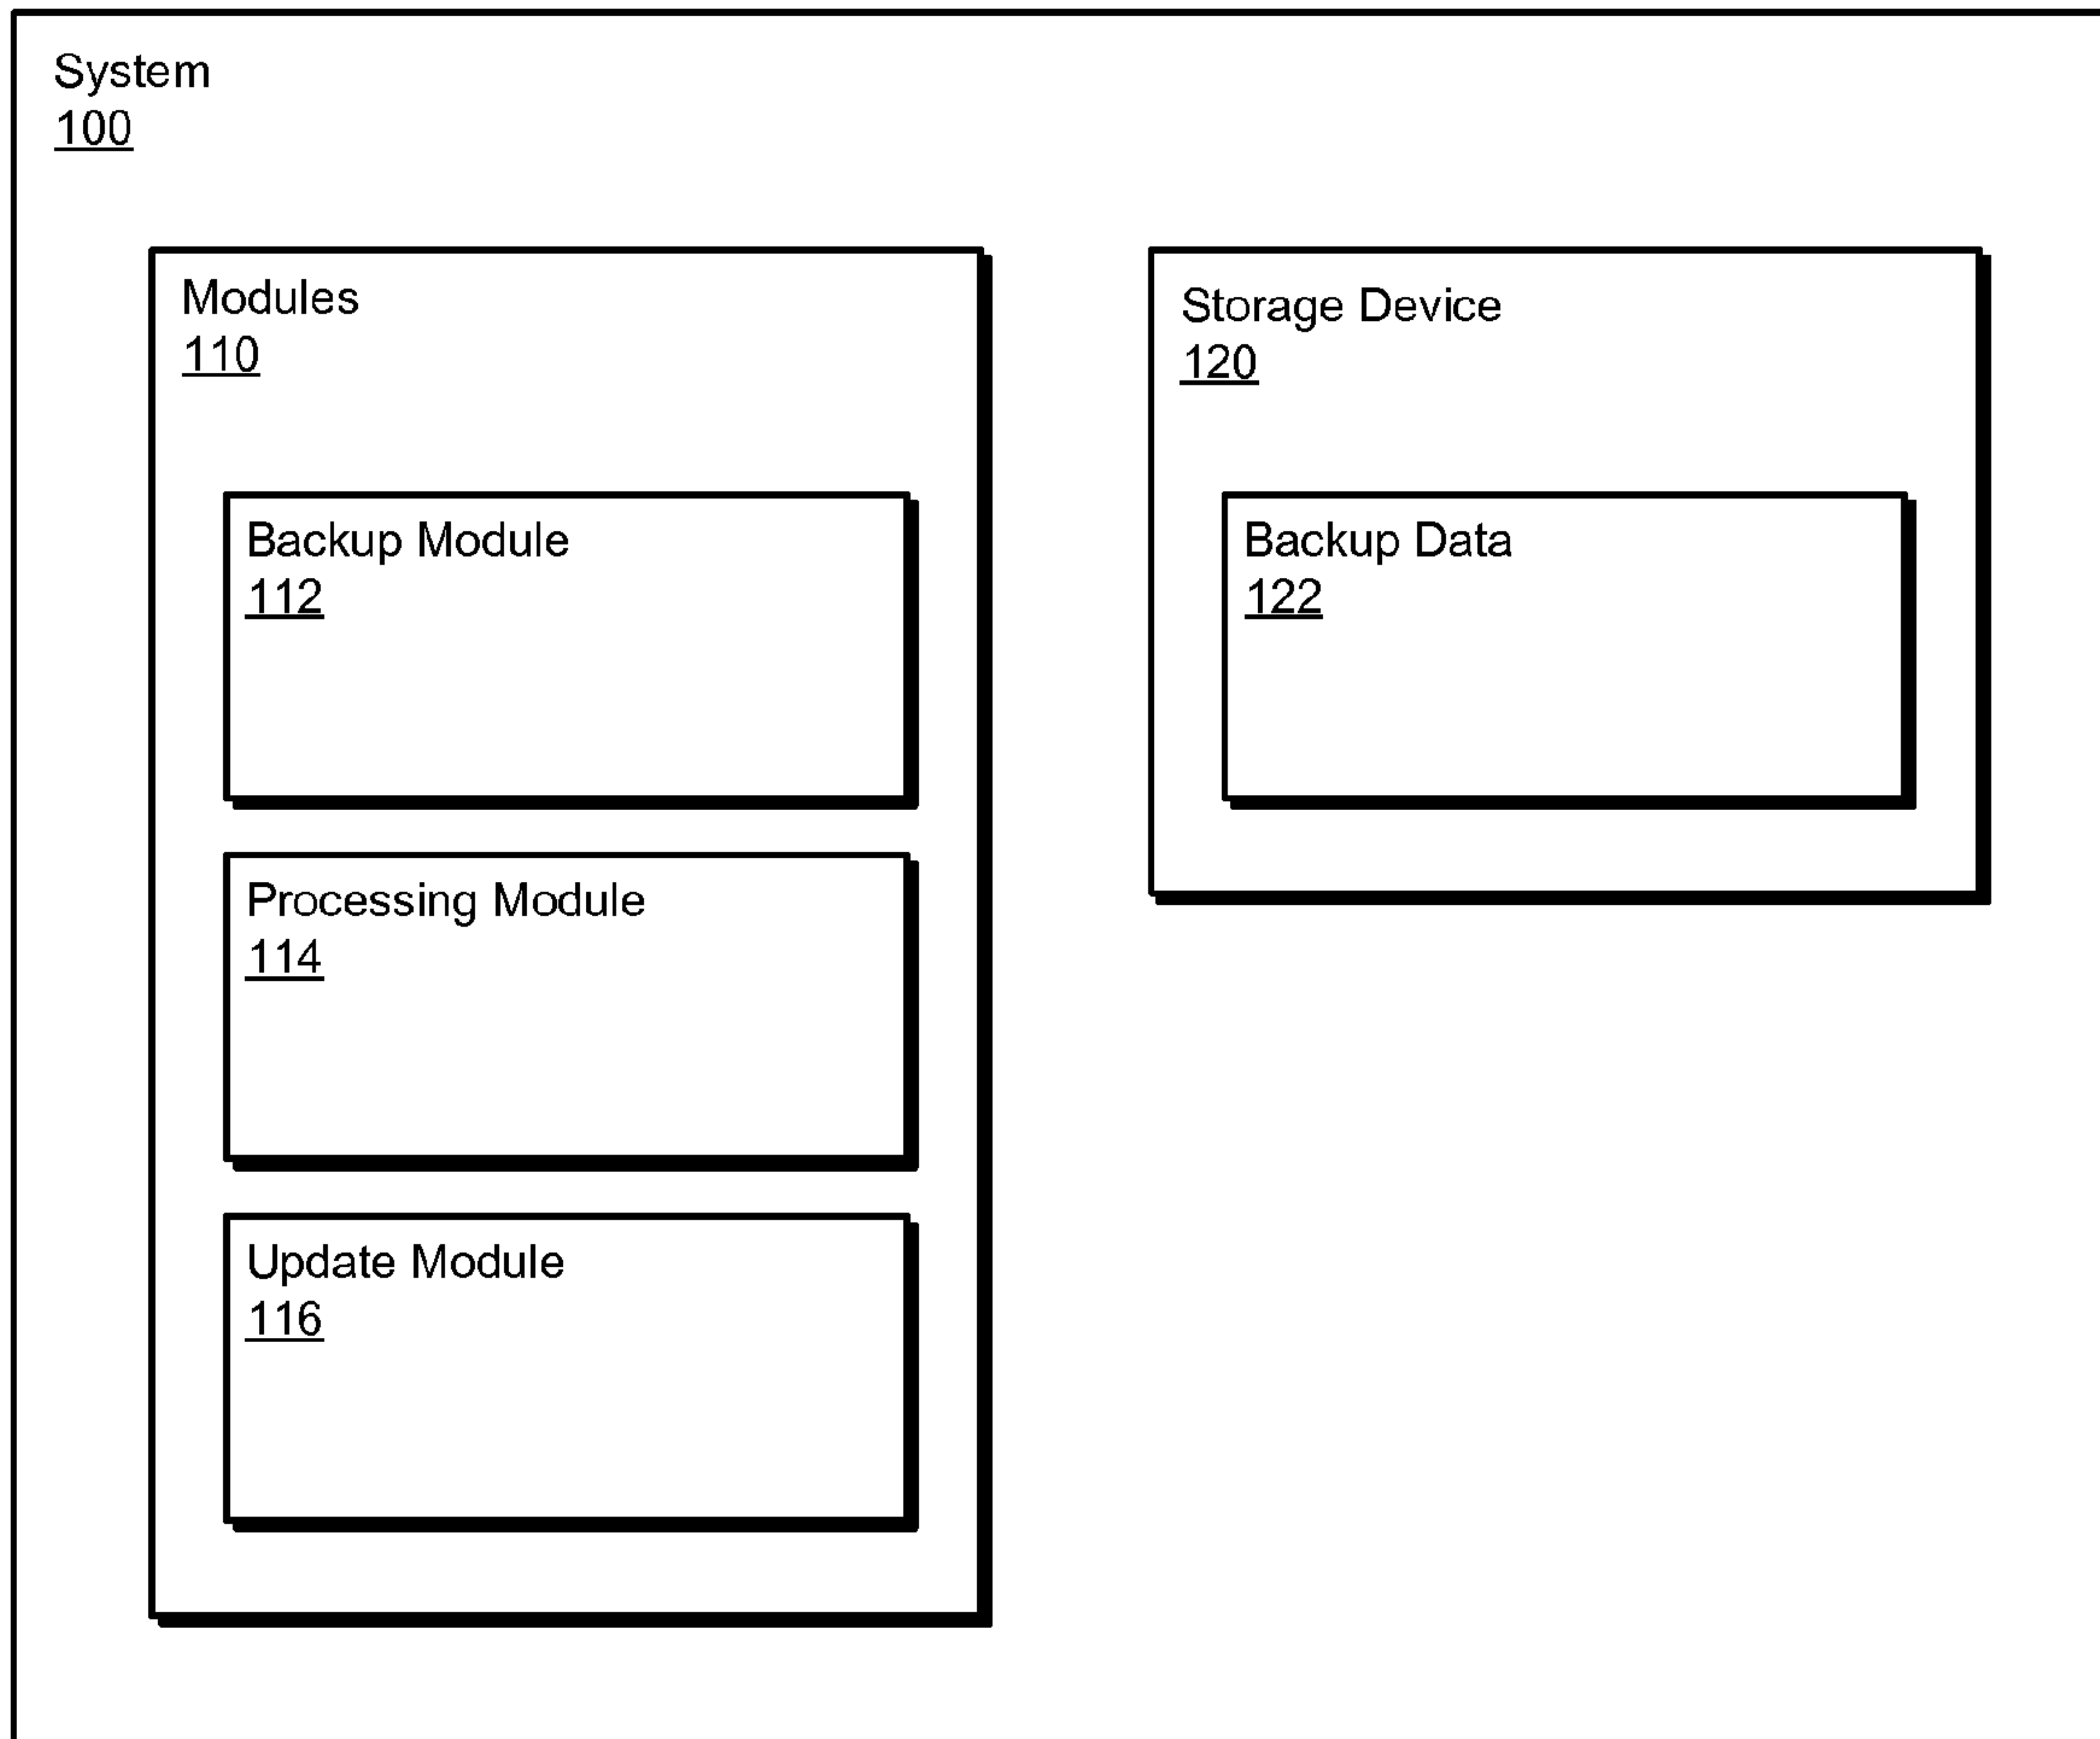 System
100
Modules
110
Backup Module
112
Processing Module
114
Update Module
116
Storage Device
120
Backup Data
122